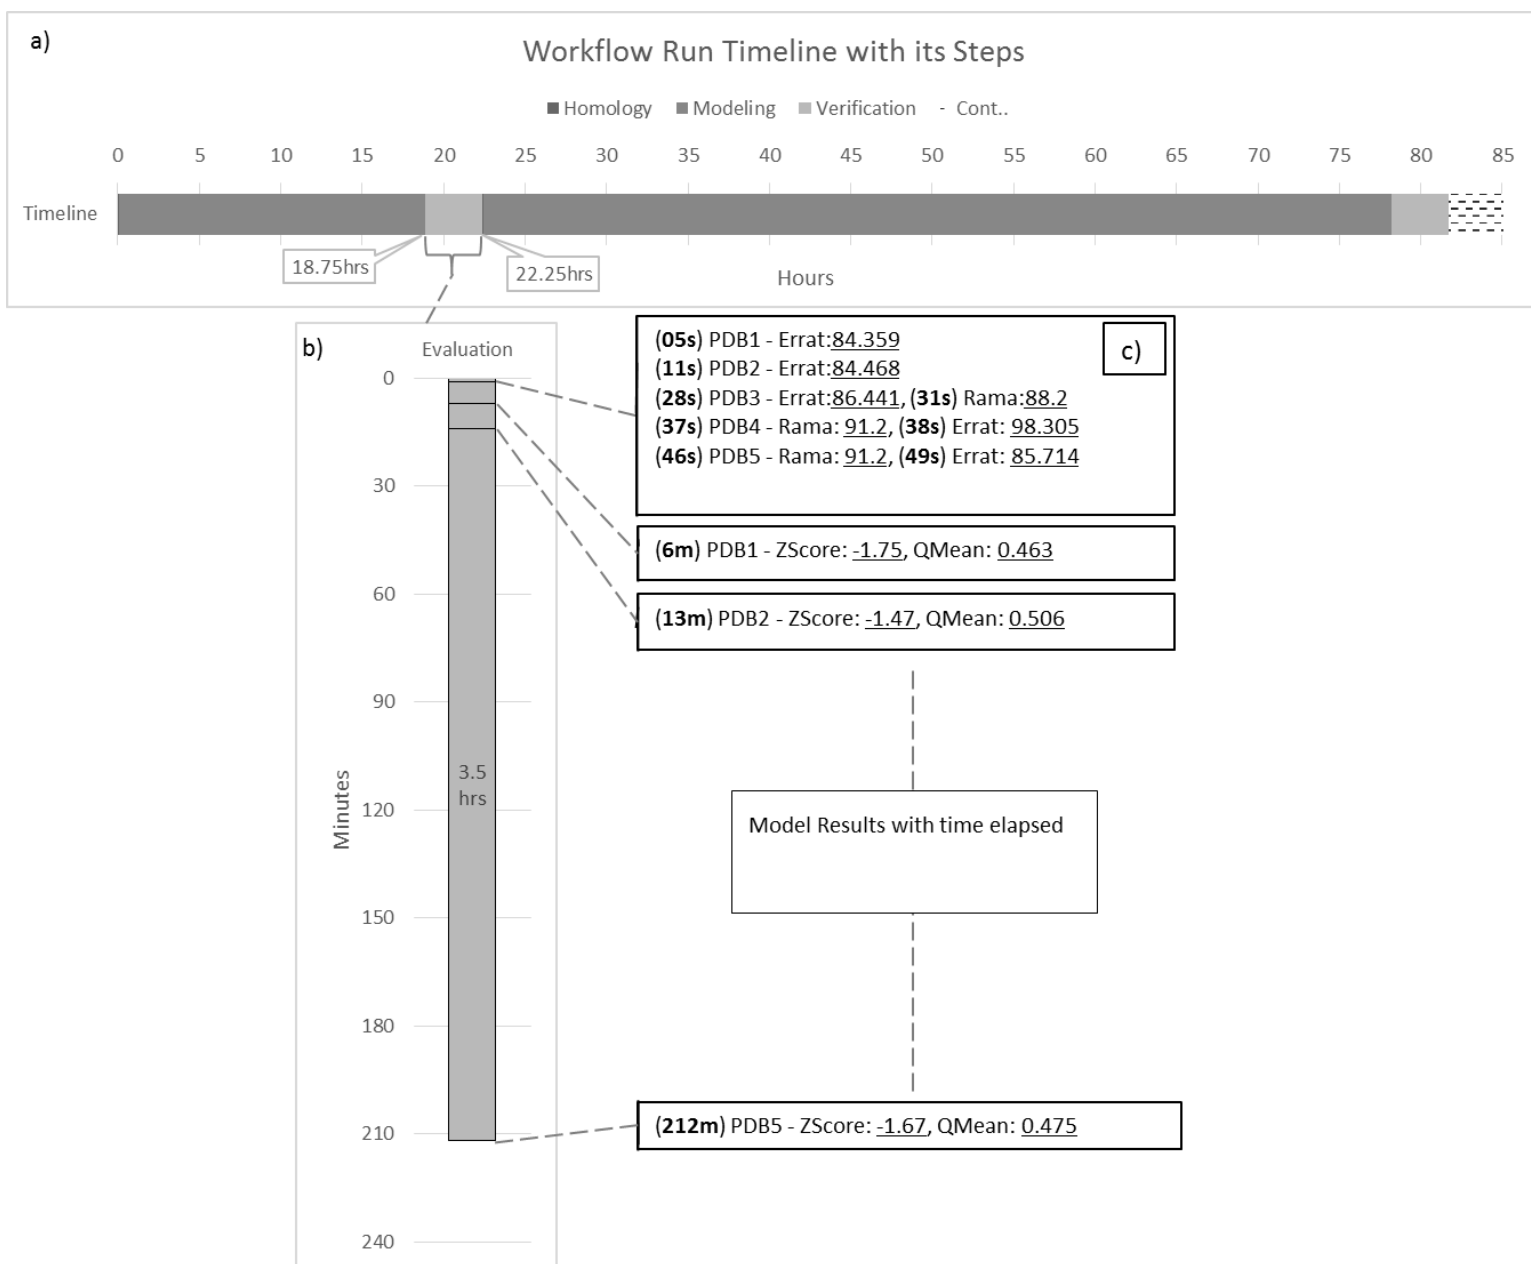 a)
Workflow Run Timeline with its Steps
Homology Modeling Verification - Cont..
0 5 10 15 20 25 30 35 40 45 50 55 60 65 70 75 80 85
Timeline
18.75hrs
22.25hrs
Hours
b)
Evaluation
0
30
60
90
120
150
180
210
240
Minutes
3.5
hrs
c)
(05s) PDB1 - Errat:84.359
(11s) PDB2 - Errat:84.468
(28s) PDB3 - Errat:86.441, (31s) Rama:88.2
(37s) PDB4 - Rama: 91.2, (38s) Errat: 98.305
(46s) PDB5 - Rama: 91.2, (49s) Errat: 85.714
(6m) PDB1 - ZScore: -1.75, QMean: 0.463
(13m) PDB2 - ZScore: -1.47, QMean: 0.506
Model Results with time elapsed
(212m) PDB5 - ZScore: -1.67, QMean: 0.475